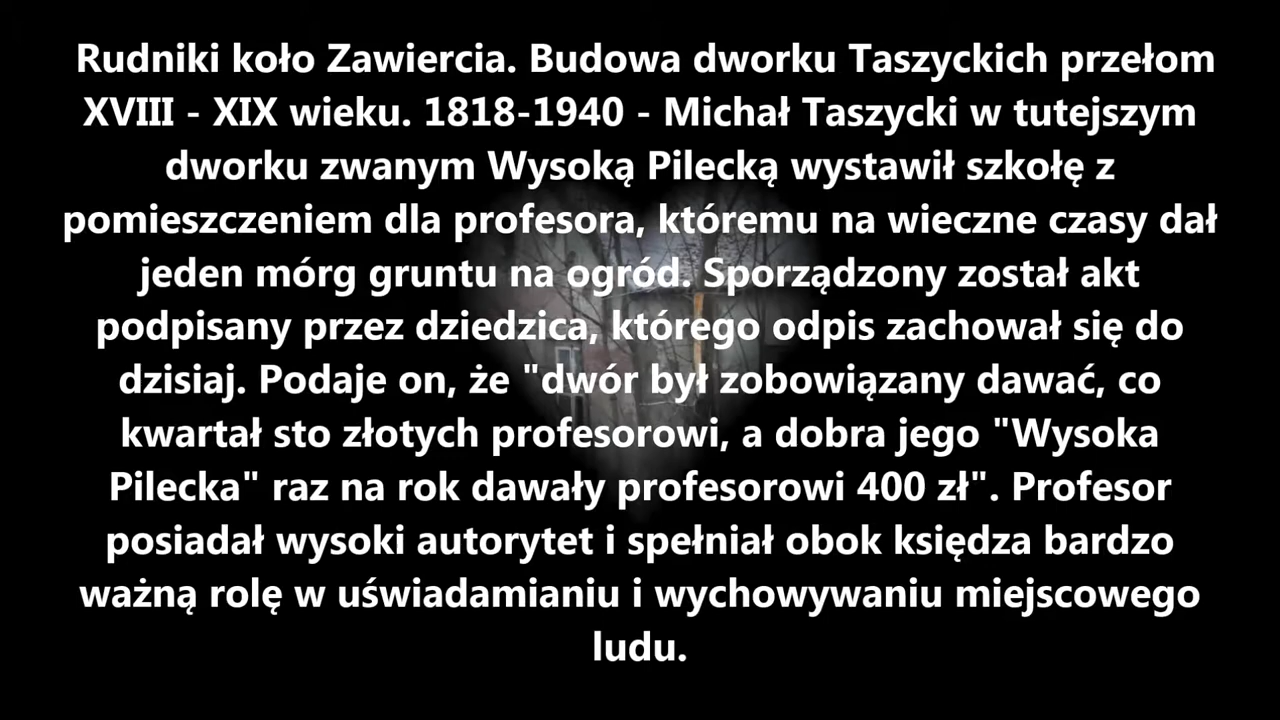 Rudniki koło Zawiercia. Budowa dworku Taszyckich przełom
XVIII - XIX wieku. 1818-1940 - Michał Taszycki w tutejszym
dworku zwanym Wysoką Pilecką wystawił szkołę z
pomieszczeniem dla profesora, któremu na wieczne czasy dał
jeden mórg gruntu na ogród. Sporządzony został akt
podpisany przez dziedzica, którego odpis zachował się do
dzisiaj. Podaje on, że "dwór był zobowiązany dawać, co
kwartał sto złotych profesorowi, a dobra jego "Wysoka
Pilecka" raz na rok dawały profesorowi 400 zł". Profesor
posiadał wysoki autorytet i spełniał obok księdza bardzo
ważną rolę w uświadamianiu i wychowywaniu miejscowego
ludu.